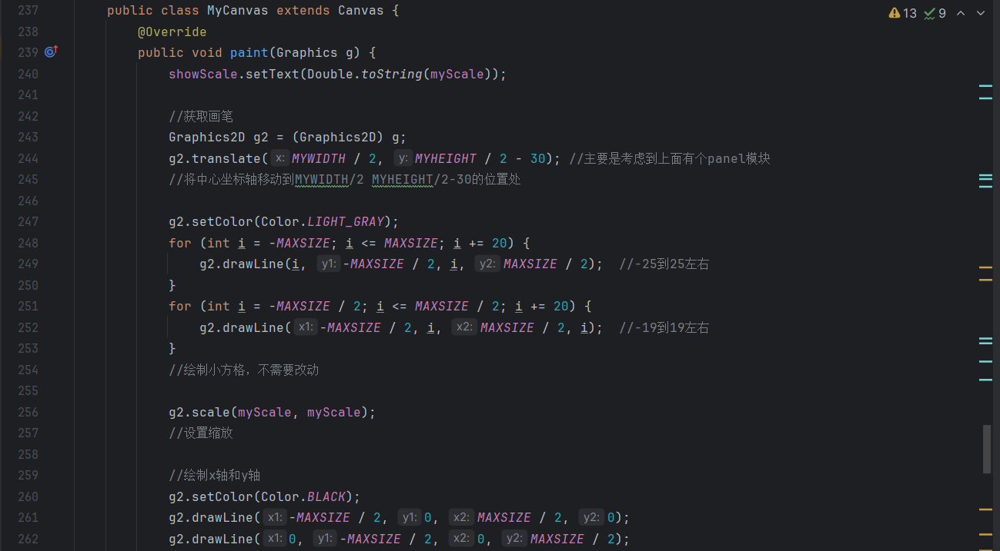 237 public class MyCanvas extends Canvas { 13 9
238 @Override
239 public void paint(Graphics g) {
240 showScale.setText(Double.toString(myScale));
241
242 //获取画笔
243 Graphics2D g2 = (Graphics2D) g;
244 g2.translate( x: MYWIDTH / 2, y: MYHEIGHT / 2 - 30); //主要是考虑到上面有个panel模块
245 //将中心坐标轴移动到MYWIDTH/2 MYHEIGHT/2-30的位置处
246
247 g2.setColor(Color.LIGHT_GRAY);
248 for (int i = -MAXSIZE; i <= MAXSIZE; i += 20) {
249 g2.drawLine(i, y1: -MAXSIZE / 2, i, y2: MAXSIZE / 2); //-25到25左右
250 }
251 for (int i = -MAXSIZE / 2; i <= MAXSIZE / 2; i += 20) {
252 g2.drawLine( x1: -MAXSIZE / 2, i, x2: MAXSIZE / 2, i); //-19到19左右
253 }
254 //绘制小方格，不需要改动
255
256 g2.scale(myScale, myScale);
257 //设置缩放
258
259 //绘制x轴和y轴
260 g2.setColor(Color.BLACK);
261 g2.drawLine( x1: -MAXSIZE / 2, y1: 0, x2: MAXSIZE / 2, y2: 0);
262 g2.drawLine( x1: 0, y1: -MAXSIZE / 2, x2: 0, y2: MAXSIZE / 2);